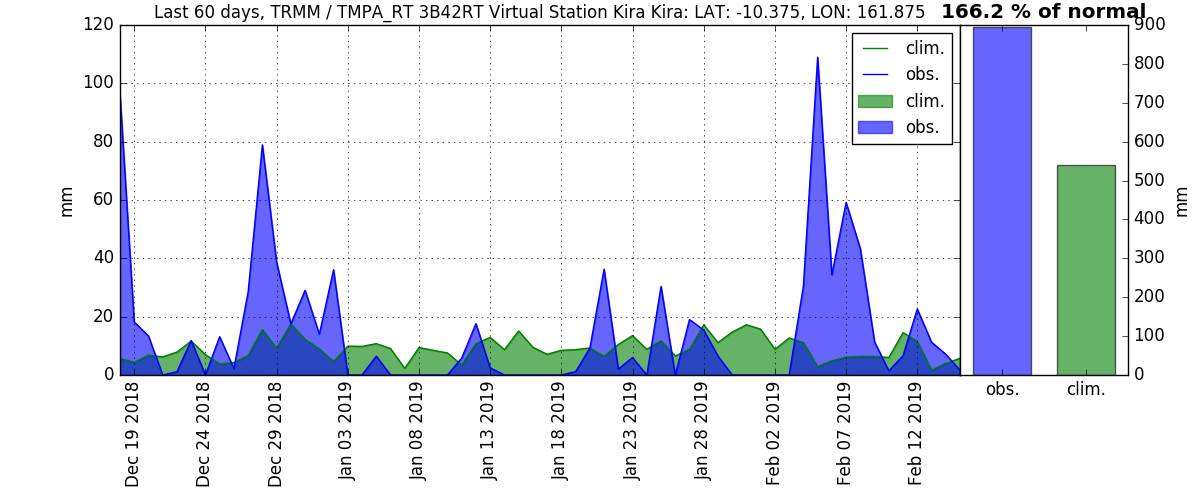 Last 60 days, TRMM / TMPA_RT 3B42RT Virtual Station Kira Kira: LAT: -10.375, LON: 161.875 166.2 % of normal
120
100
80
60
40
20
0
mm
clim.
obs.
clim.
obs.
900
800
700
600
500
400
300
200
100
0
mm
obs.
clim.
Dec 19 2018
Dec 24 2018
Dec 29 2018
Jan 03 2019
Jan 08 2019
Jan 13 2019
Jan 18 2019
Jan 23 2019
Jan 28 2019
Feb 02 2019
Feb 07 2019
Feb 12 2019